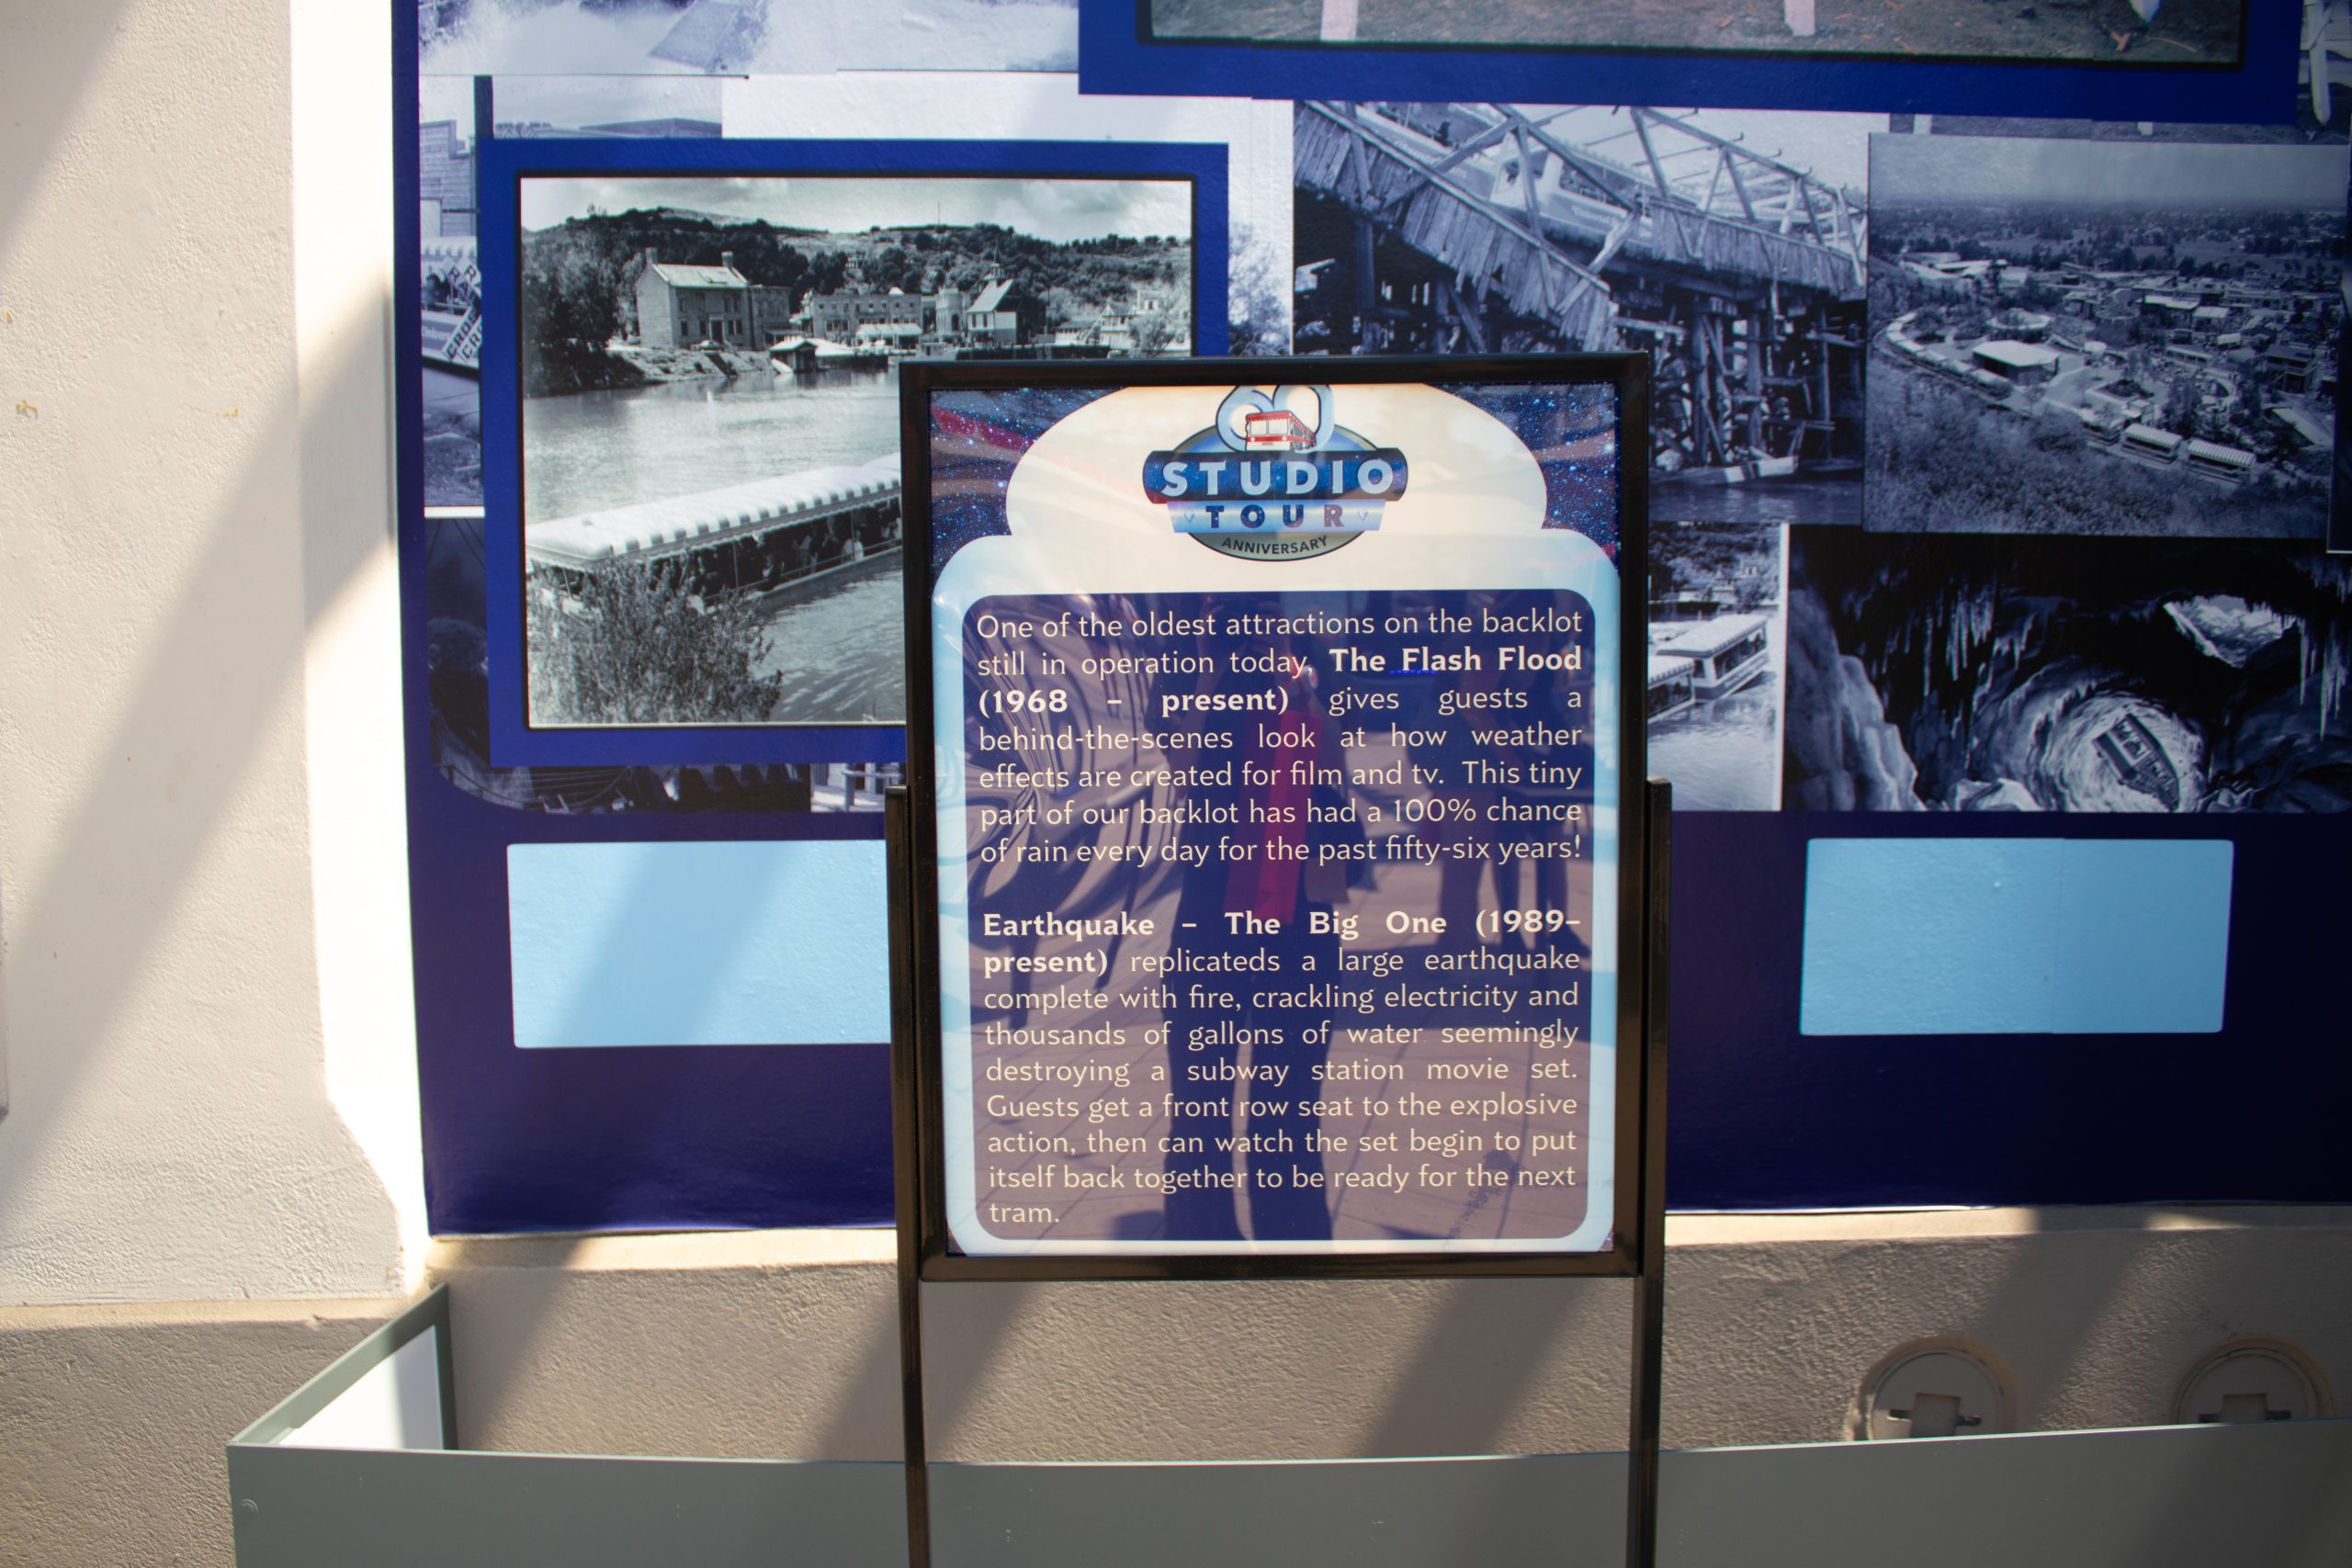 60
STUDIO
TOUR
ANNIVERSARY
One of the oldest attractions on the backlot
still in operation today, The Flash Flood
(1968 – present) gives guests a
behind-the-scenes look at how weather
effects are created for film and tv. This tiny
part of our backlot has had a 100% chance
of rain every day for the past fifty-six years!
Earthquake – The Big One (1989–
present) replicateds a large earthquake
complete with fire, crackling electricity and
thousands of gallons of water seemingly
destroying a subway station movie set.
Guests get a front row seat to the explosive
action, then can watch the set begin to put
itself back together to be ready for the next
tram.